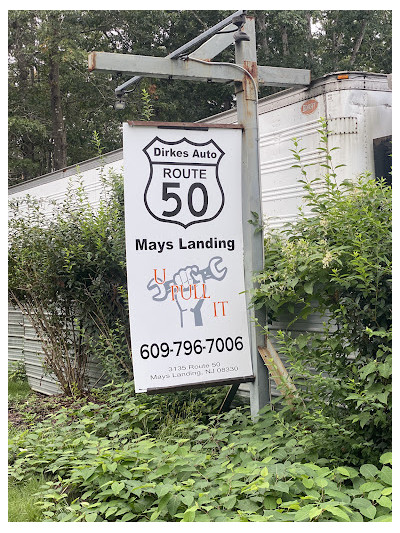 Dirkes Auto
ROUTE
50
Mays Landing
U
PULL
IT
609-796-7006
3135 Route 50
Mays Landing, NJ 08330